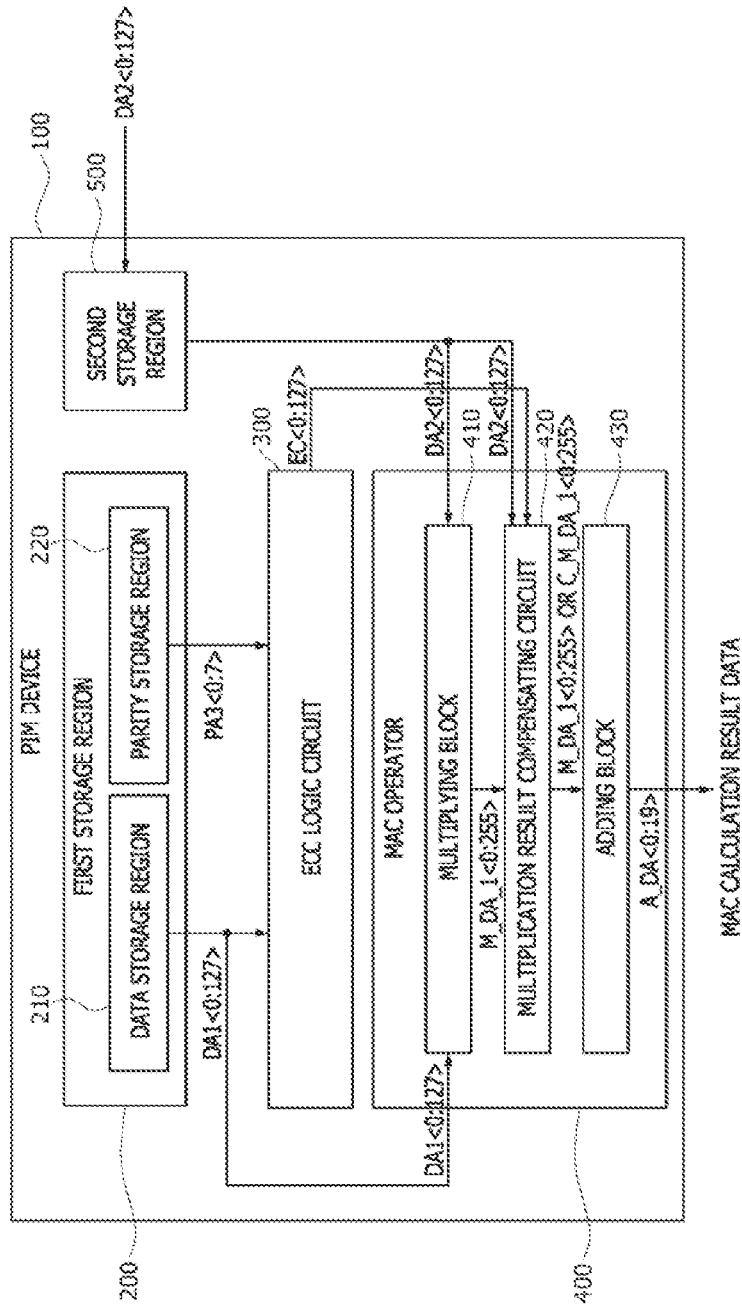 100
PIM DEVICE
FIRST STORAGE REGION
200
210
DATA STORAGE REGION
220
PARITY STORAGE REGION
500
SECOND
STORAGE
REGION
DA2<0:127>
DA1<0:127>
PA3<0:7>
300
ECC LOGIC CIRCUIT
EC<0:127>
400
MAC OPERATOR
DA1<0:127>
DA2<0:127>
410
MULTIPLYING BLOCK
M_DA_1<0:255>
DA2<0:127>
420
MULTIPLICATION RESULT COMPENSATING CIRCUIT
M_DA_1<0:255> OR C_M_DA_1<0:255>
430
ADDING BLOCK
A_DA<0:19>
MAC CALCULATION RESULT DATA